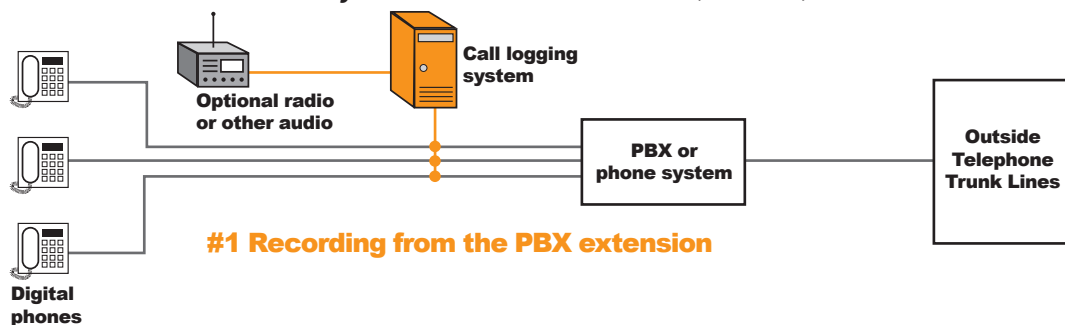 Optional radio
or other audio
Call logging
system
PBX or
phone system
Outside
Telephone
Trunk Lines
#1 Recording from the PBX extension
Digital
phones